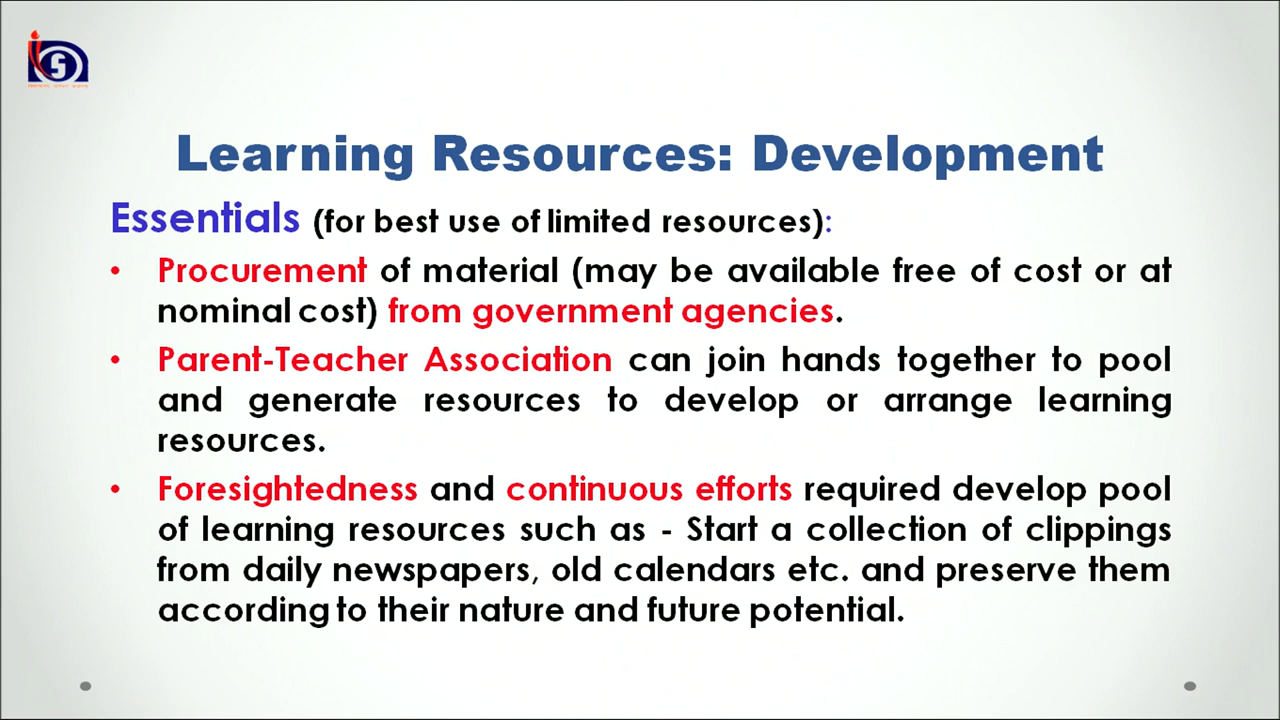 Learning Resources: Development
Essentials (for best use of limited resources):
• Procurement of material (may be available free of cost or at
nominal cost) from government agencies.
• Parent-Teacher Association can join hands together to pool
and generate resources to develop or arrange learning
resources.
• Foresightedness and continuous efforts required develop pool
of learning resources such as - Start a collection of clippings
from daily newspapers, old calendars etc. and preserve them
according to their nature and future potential.